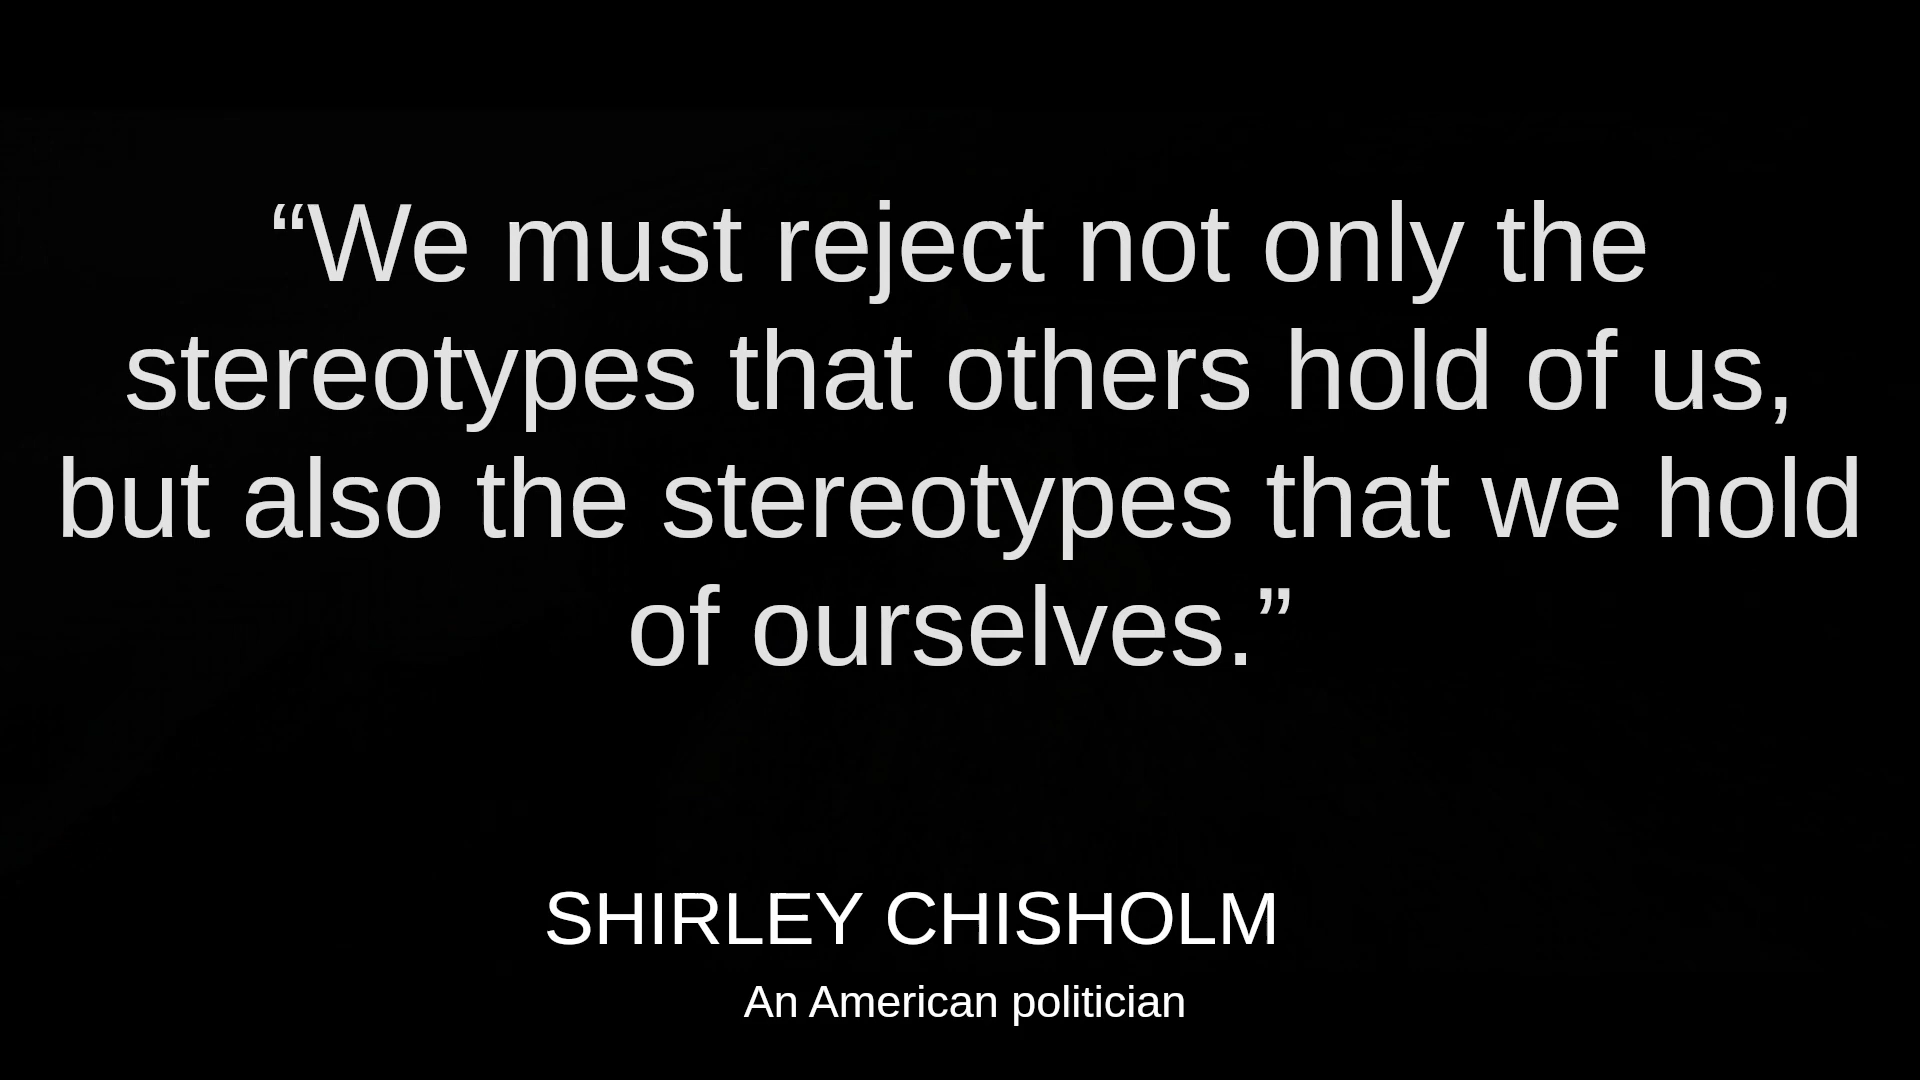 “We must reject not only the
stereotypes that others hold of us,
but also the stereotypes that we hold
of ourselves.”
SHIRLEY CHISHOLM
An American politician